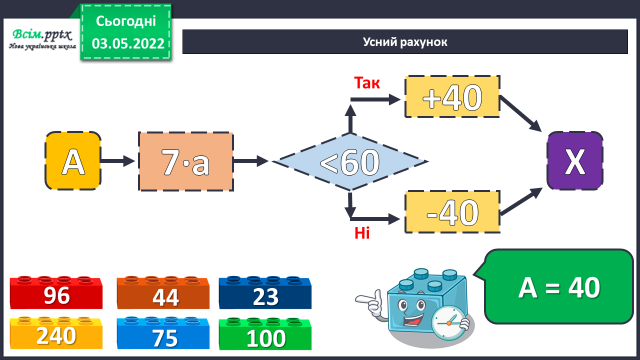 Всім.pptx
Нова українська школа
Сьогодні
03.05.2022
Усний рахунок
Так
+40
А
7·а
<60
Х
-40
Ні
96
44
23
240
75
100
А = 40